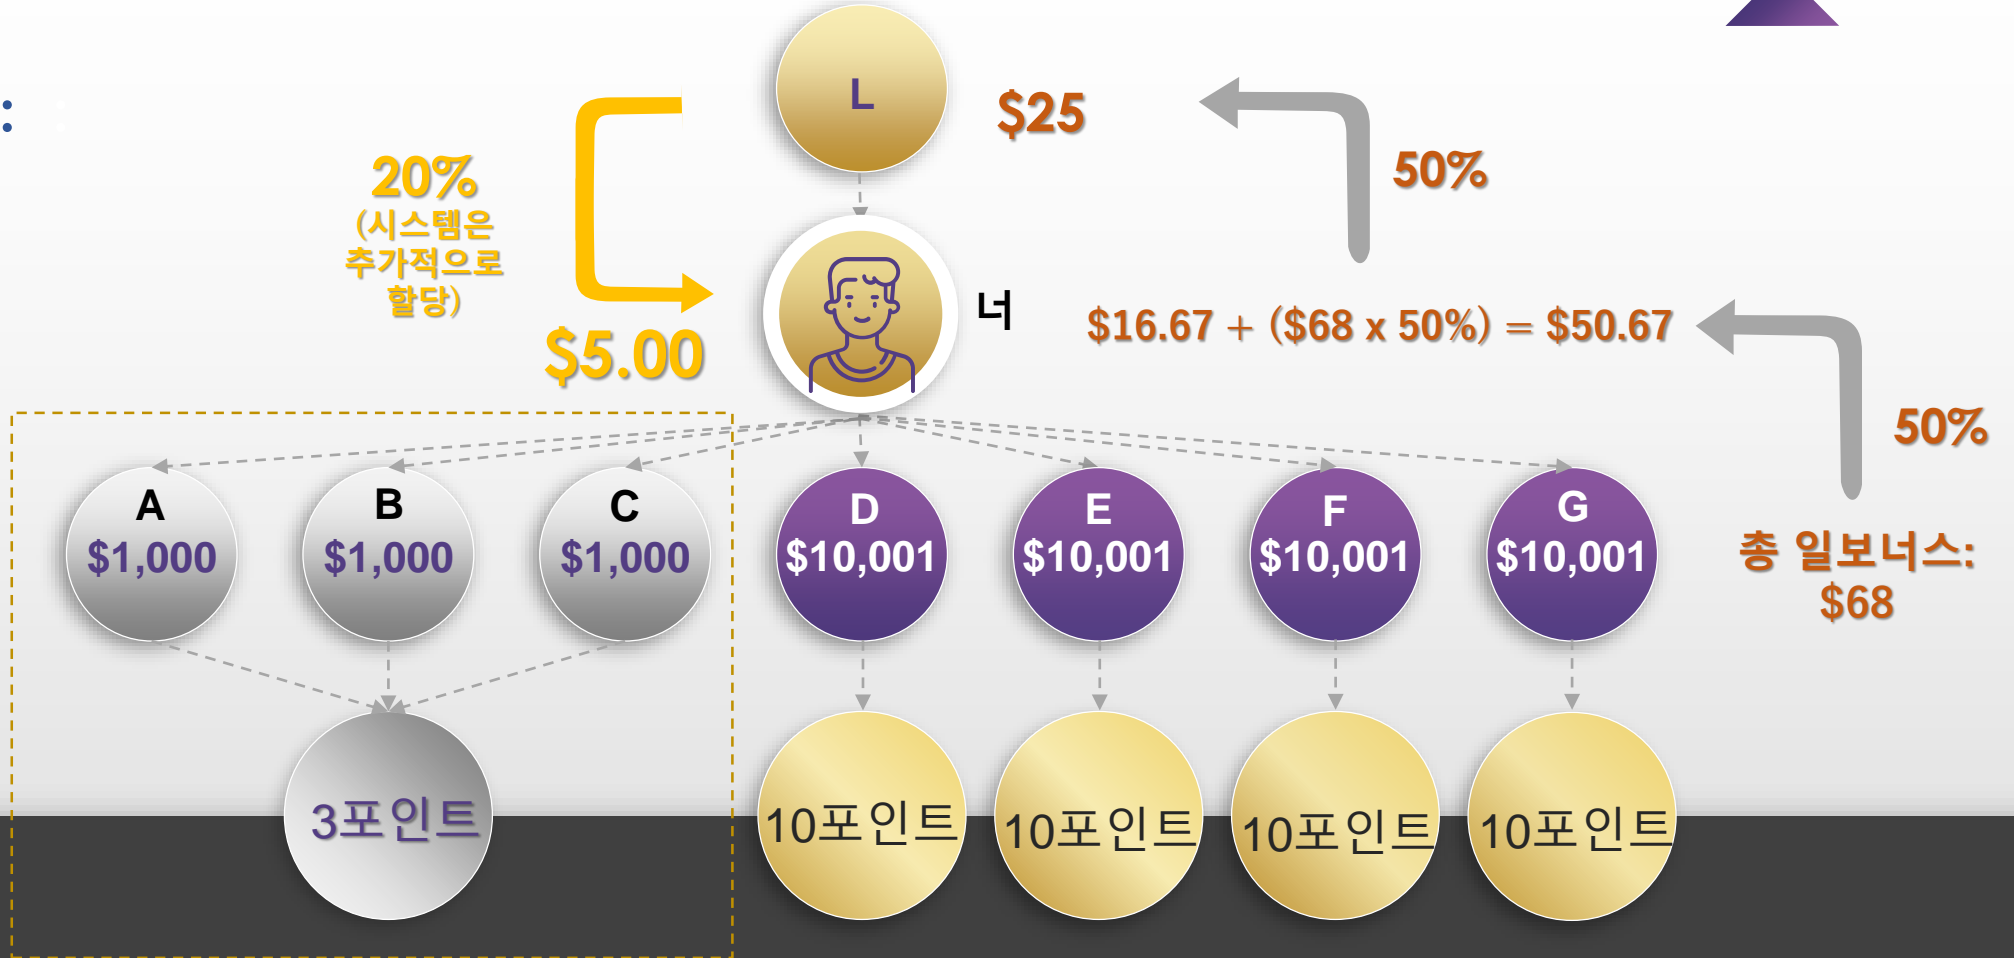 L
$25
50%
20%
(시스템은
추가적으로
할당)
$5.00
너
$16.67 + ($68 x 50%) = $50.67
50%
A
$1,000
B
$1,000
C
$1,000
D
$10,001
E
$10,001
F
$10,001
G
$10,001
총 일보너스:
$68
3포인트
10포인트
10포인트
10포인트
10포인트